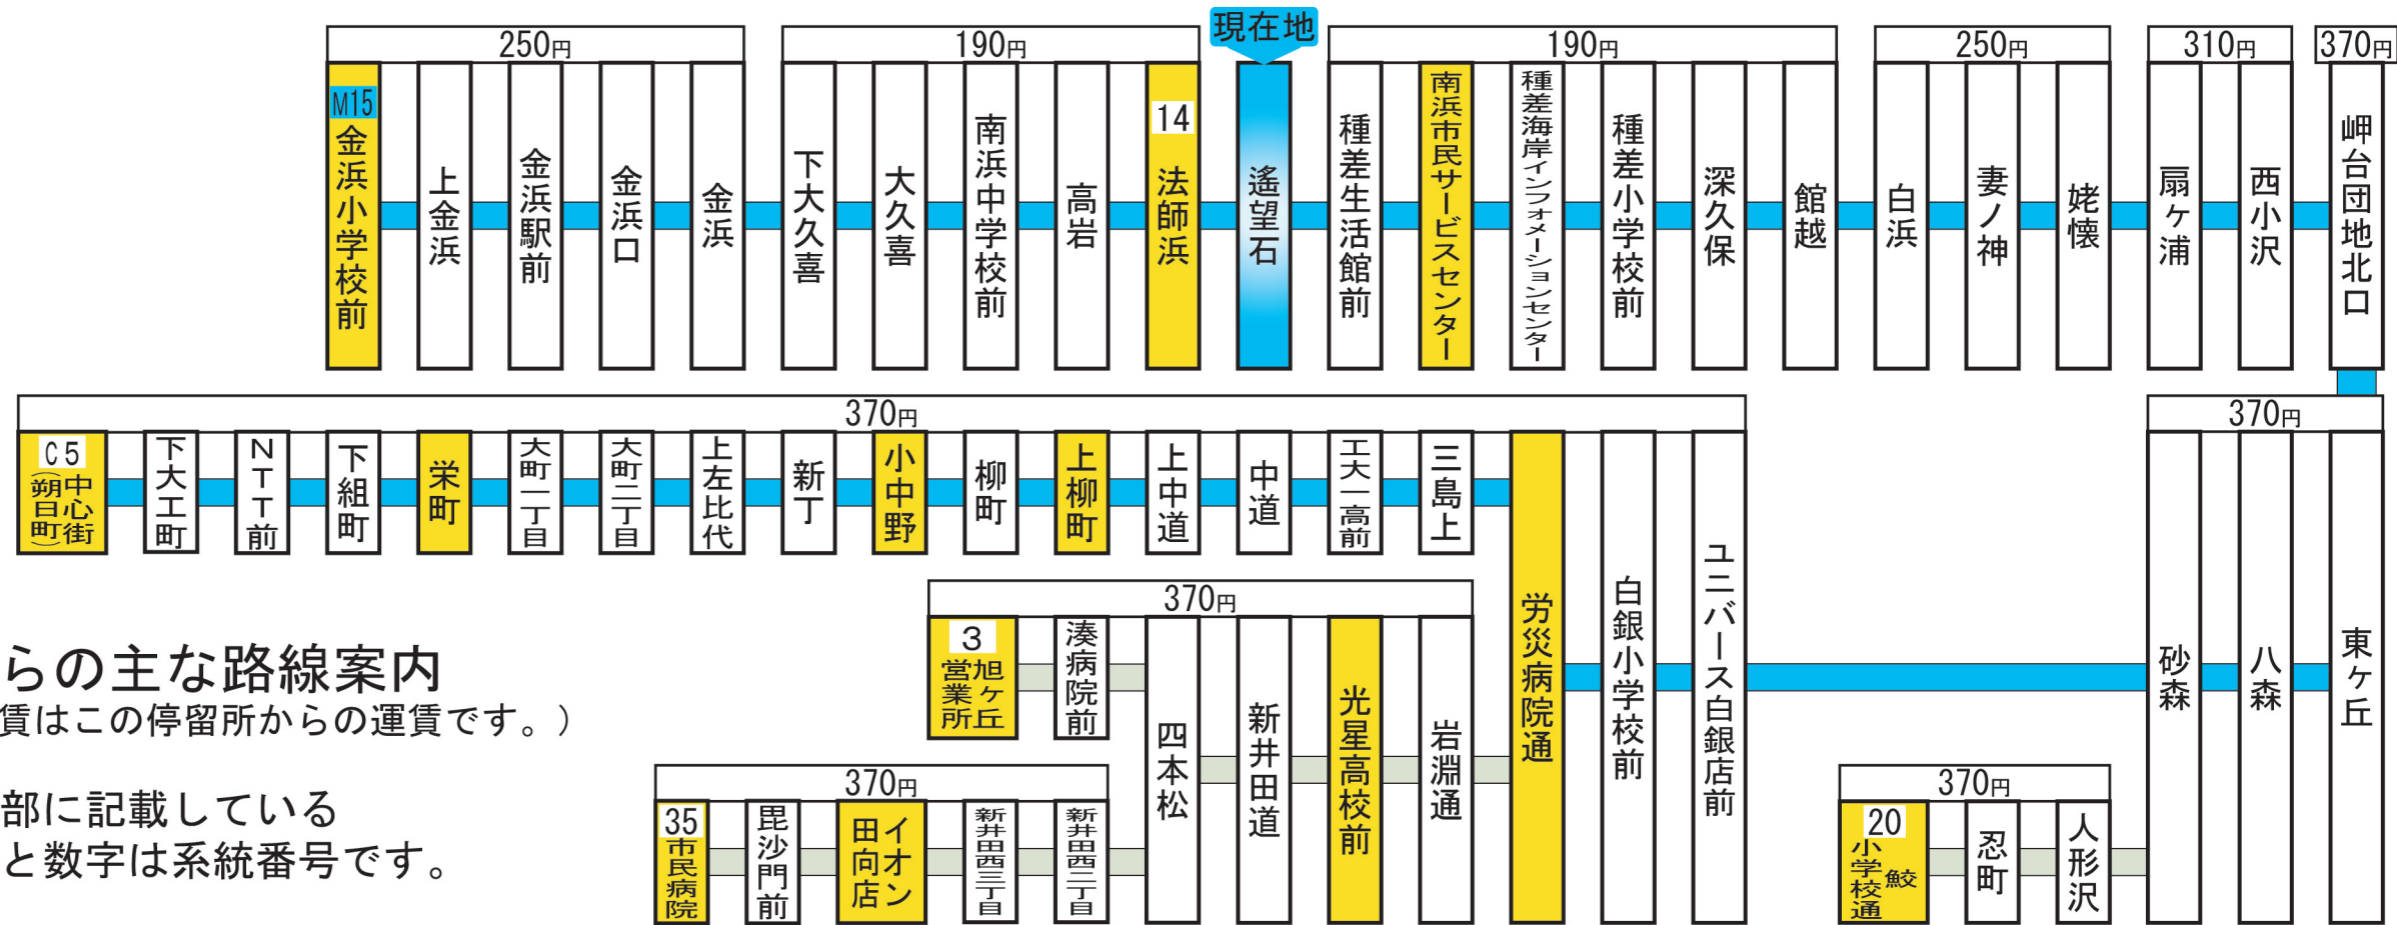 現在地
250円
190円
190円
250円
310円
370円
M15
金浜小学校前
上金浜
金浜駅前
金浜口
金浜
下大久喜
大久喜
南浜中学校前
高岩
14
法師浜
遙望石
種差生活館前
南浜市民サービスセンター
種差海岸インフォメーションセンター
種差小学校前
深久保
館越
白浜
妻ノ神
姥懐
扇ヶ浦
西小沢
岬台団地北口
370円
370円
C5
中心街
(朔日町)
下大工町
NTT前
下組町
栄町
大町一丁目
大町二丁目
上左比代
新丁
小中野
柳町
上柳町
上中道
中道
工大一高前
三島上
労災病院通
白銀小学校前
ユニバース白銀店前
砂森
八森
東ヶ丘
370円
3
旭ヶ丘
営業所
湊病院前
四本松
新井田道
光星高校前
岩淵通
370円
35
市民病院
毘沙門前
イオン
田向店
新井田西三丁目
新井田西二丁目
370円
20
鮫
小学校通
忍町
人形沢
らの主な路線案内
賃はこの停留所からの運賃です。)
部に記載している
と数字は系統番号です。